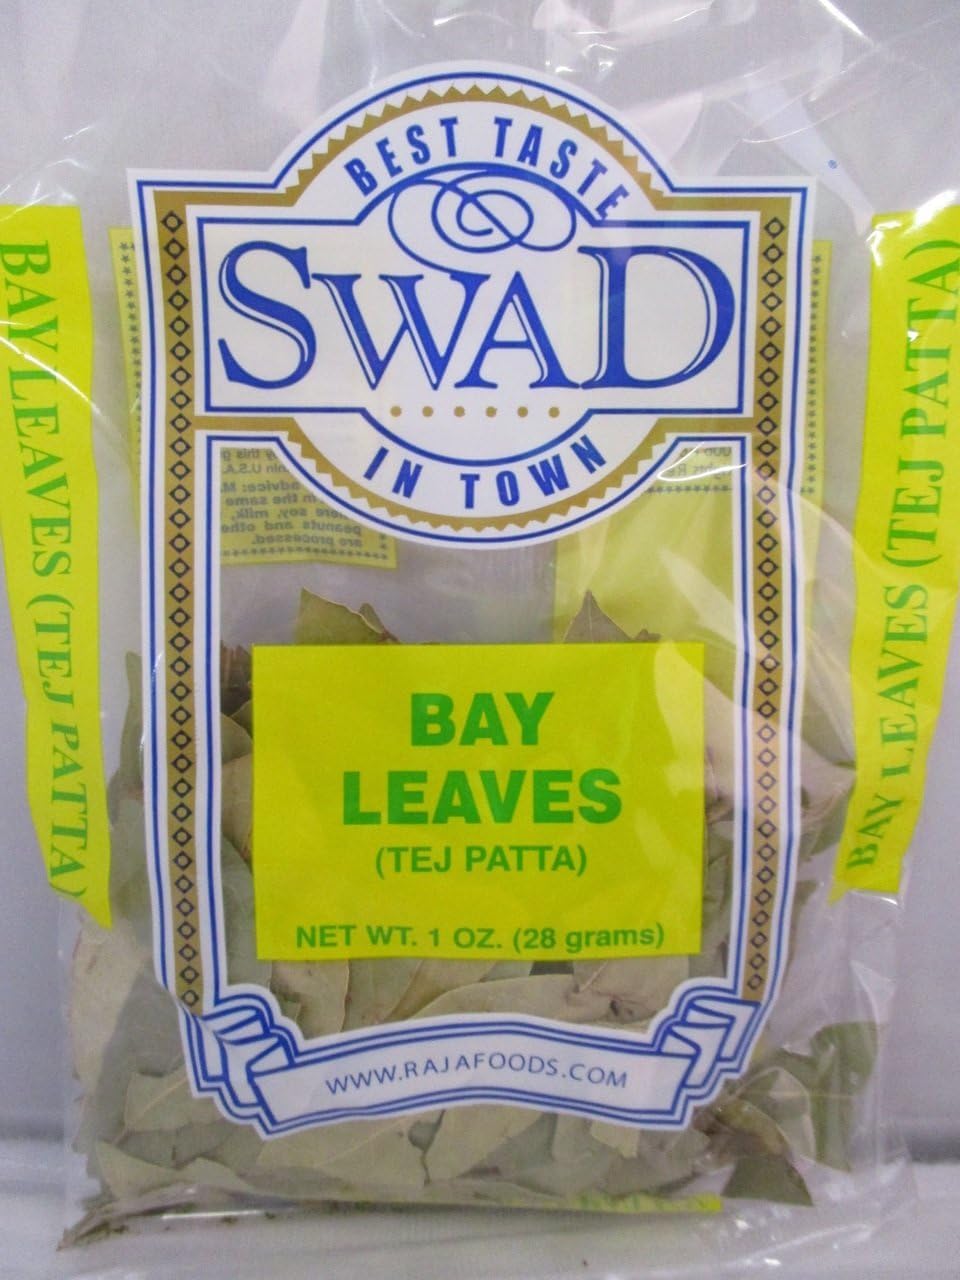 BEST TASTE
SWAD
IN TOWN
BAY LEAVES (TEJ PATTA)
BAY LEAVES (TEJ PATTA)
BAY
LEAVES
(TEJ PATTA)
NET WT. 1 OZ. (28 grams)
WWW.RAJAFOODS.COM